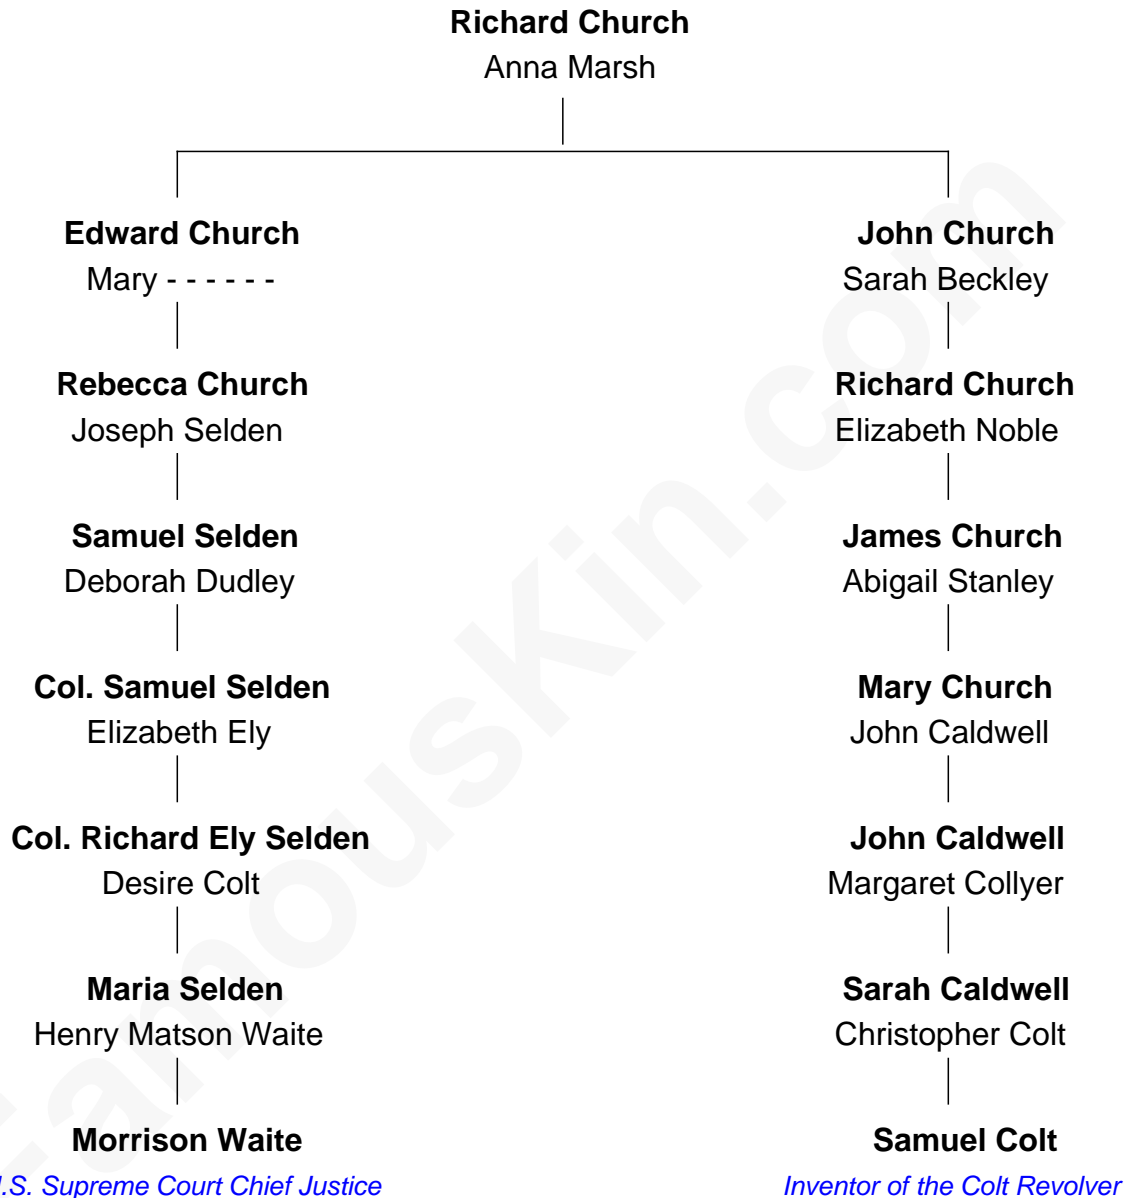 Richard Church
Anna Marsh
Edward Church
Mary - - - - - -
John Church
Sarah Beckley
Rebecca Church
Joseph Selden
Richard Church
Elizabeth Noble
Samuel Selden
Deborah Dudley
James Church
Abigail Stanley
Col. Samuel Selden
Elizabeth Ely
Mary Church
John Caldwell
Col. Richard Ely Selden
Desire Colt
John Caldwell
Margaret Collyer
Maria Selden
Henry Matson Waite
Sarah Caldwell
Christopher Colt
Morrison Waite
.S. Supreme Court Chief Justice
Samuel Colt
Inventor of the Colt Revolver
FamousKin.com